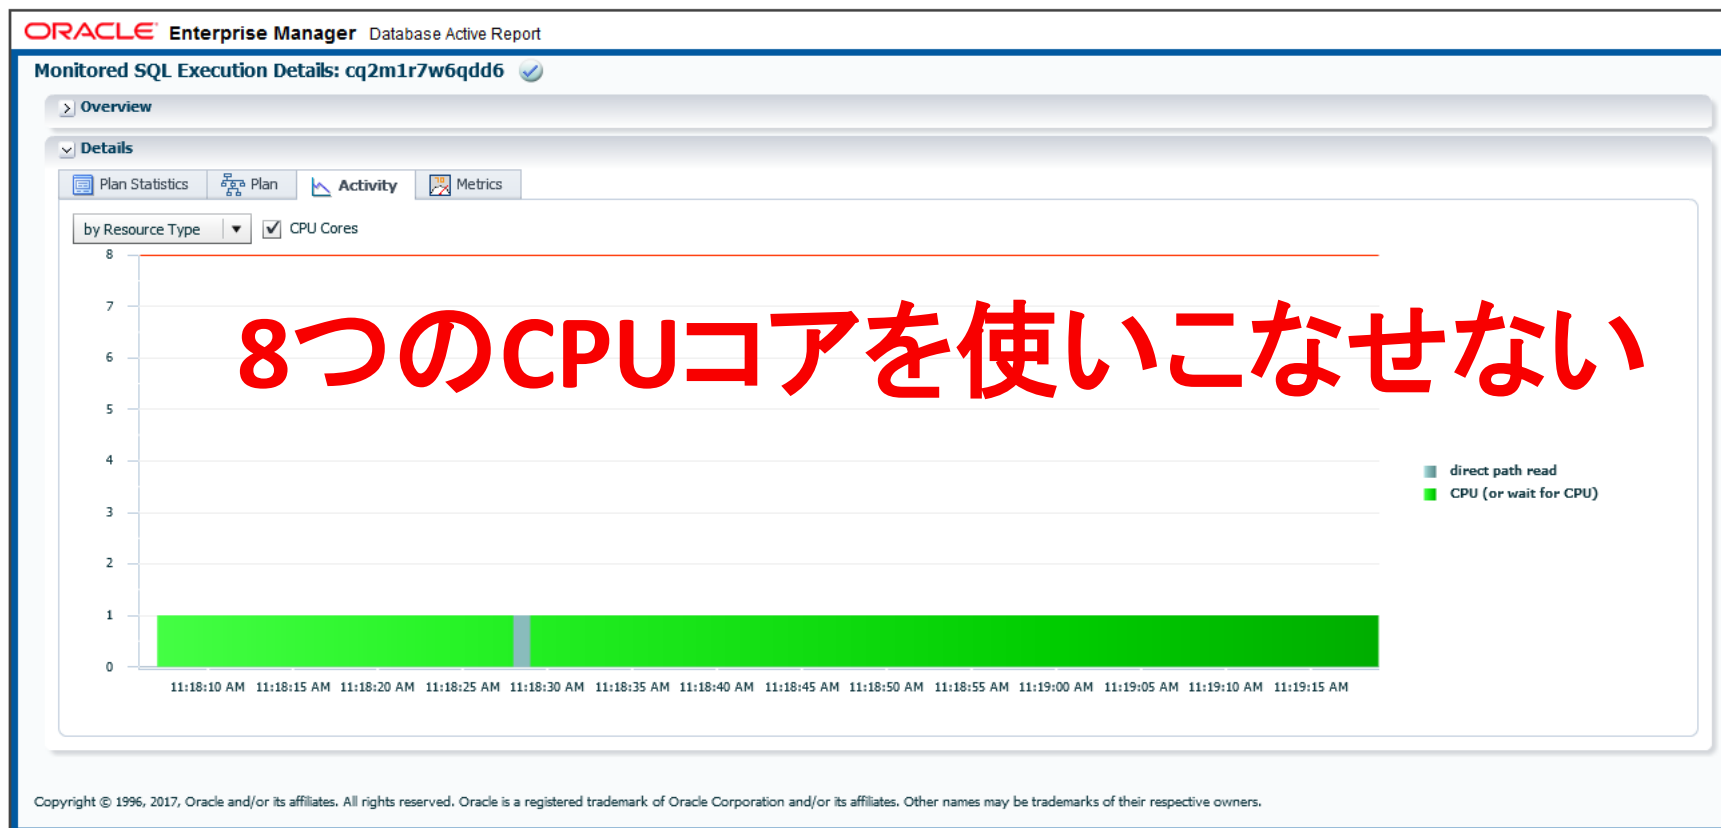 ORACLE Enterprise Manager Database Active Report
Monitored SQL Execution Details: cq2m1r7w6qdd6
Overview
Details
Plan Statistics Plan Activity Metrics
by Resource Type CPU Cores
8
7
8つのCPUコアを使いこなせない
6
5
4
direct path read
CPU (or wait for CPU)
3
2
1
0
11:18:10 AM 11:18:15 AM 11:18:20 AM 11:18:25 AM 11:18:30 AM 11:18:35 AM 11:18:40 AM 11:18:45 AM 11:18:50 AM 11:18:55 AM 11:19:00 AM 11:19:05 AM 11:19:10 AM 11:19:15 AM
Copyright © 1996, 2017, Oracle and/or its affiliates. All rights reserved. Oracle is a registered trademark of Oracle Corporation and/or its affiliates. Other names may be trademarks of their respective owners.